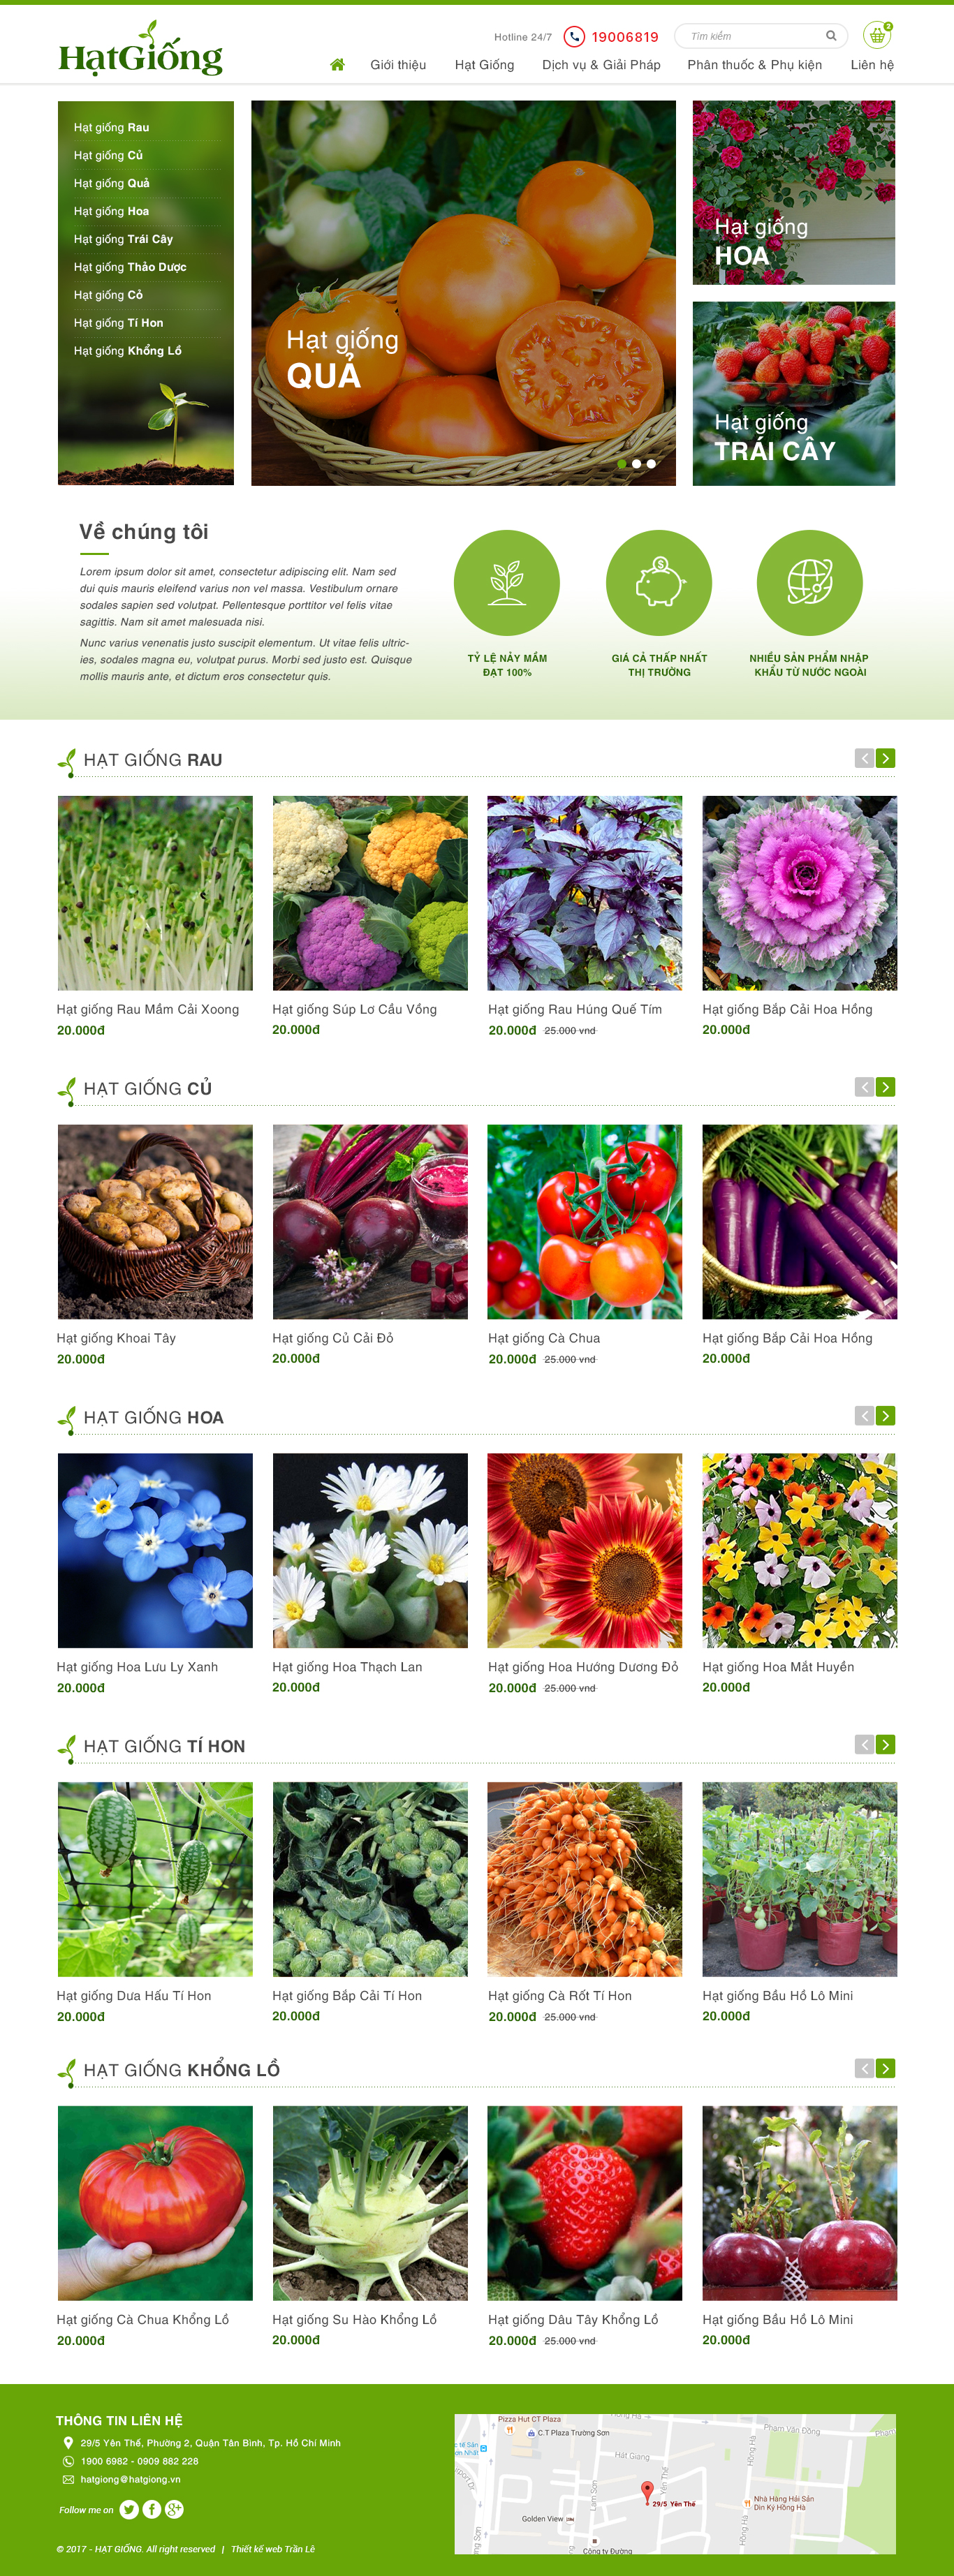 HạtGiống
Hotline 24/7 19006819
Tìm kiếm
2
Giới thiệu Hạt Giống Dịch vụ & Giải Pháp Phân thuốc & Phụ kiện Liên hệ
Hạt giống Rau
Hạt giống Củ
Hạt giống Quả
Hạt giống Hoa
Hạt giống Trái Cây
Hạt giống Thảo Dược
Hạt giống Cỏ
Hạt giống Tí Hon
Hạt giống Khổng Lồ
Hạt giống
QUẢ
Hạt giống
HOA
Hạt giống
TRÁI CÂY
Về chúng tôi
Lorem ipsum dolor sit amet, consectetur adipiscing elit. Nam sed
dui quis mauris eleifend varius non vel massa. Vestibulum ornare
sodales sapien sed volutpat. Pellentesque porttitor vel felis vitae
sagittis. Nam sit amet malesuada nisi.
Nunc varius venenatis justo suscipit elementum. Ut vitae felis ultric-
ies, sodales magna eu, volutpat purus. Morbi sed justo est. Quisque
mollis mauris ante, et dictum eros consectetur quis.
TỶ LỆ NẢY MẦM
ĐẠT 100%
GIÁ CẢ THẤP NHẤT
THỊ TRƯỜNG
NHIỀU SẢN PHẨM NHẬP
KHẨU TỪ NƯỚC NGOÀI
HẠT GIỐNG RAU
Hạt giống Rau Mầm Cải Xoong
20.000đ
Hạt giống Súp Lơ Cầu Vồng
20.000đ
Hạt giống Rau Húng Quế Tím
20.000đ 25.000 vnd
Hạt giống Bắp Cải Hoa Hồng
20.000đ
HẠT GIỐNG CỦ
Hạt giống Khoai Tây
20.000đ
Hạt giống Củ Cải Đỏ
20.000đ
Hạt giống Cà Chua
20.000đ 25.000 vnd
Hạt giống Bắp Cải Hoa Hồng
20.000đ
HẠT GIỐNG HOA
Hạt giống Hoa Lưu Ly Xanh
20.000đ
Hạt giống Hoa Thạch Lan
20.000đ
Hạt giống Hoa Hướng Dương Đỏ
20.000đ 25.000 vnd
Hạt giống Hoa Mắt Huyền
20.000đ
HẠT GIỐNG TÍ HON
Hạt giống Dưa Hấu Tí Hon
20.000đ
Hạt giống Bắp Cải Tí Hon
20.000đ
Hạt giống Cà Rốt Tí Hon
20.000đ 25.000 vnd
Hạt giống Bầu Hồ Lô Mini
20.000đ
HẠT GIỐNG KHỔNG LỒ
Hạt giống Cà Chua Khổng Lồ
20.000đ
Hạt giống Su Hào Khổng Lồ
20.000đ
Hạt giống Dâu Tây Khổng Lồ
20.000đ 25.000 vnd
Hạt giống Bầu Hồ Lô Mini
20.000đ
THÔNG TIN LIÊN HỆ
29/5 Yên Thế, Phường 2, Quận Tân Bình, Tp. Hồ Chí Minh
1900 6982 - 0909 882 228
hatgiong@hatgiong.vn
Follow me on
© 2017 - HẠT GIỐNG. All right reserved | Thiết kế web Trần Lê
Pizza Hut CT Plaza
C.T Plaza Trường Sơn
Phạm Văn Đồng
Hát Giang
Hồng Hà
Yên Thế
Lam Sơn
29/5 Yên Thế
Nhà Hàng Hải Sản
Din Ký Hồng Hà
Golden View
Hồng Hà
Công ty Đường